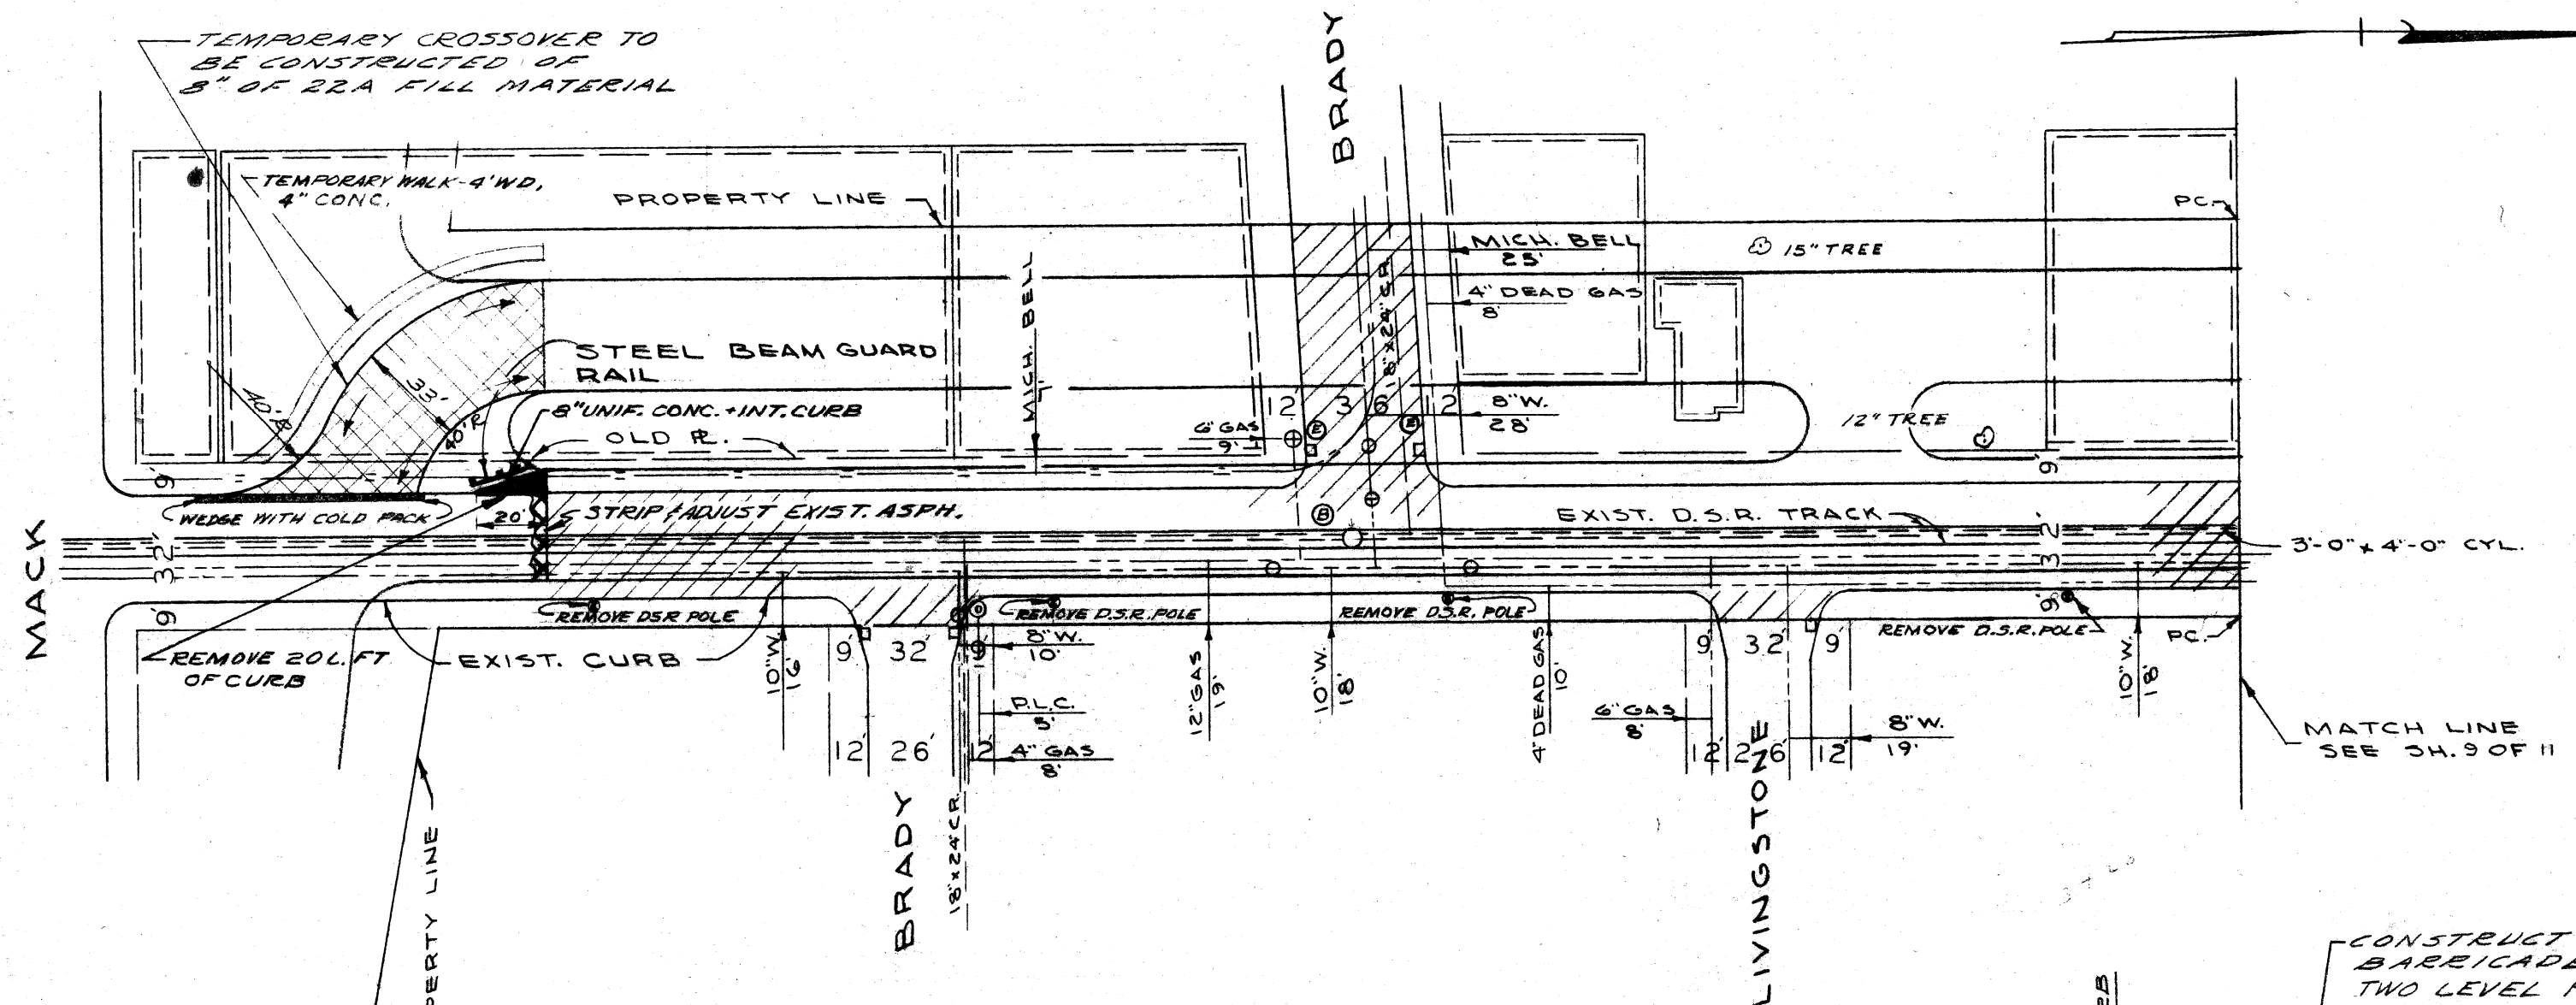 TEMPORARY CROSSOVER TO
BE CONSTRUCTED OF
8" OF 22A FILL MATERIAL
BRADY
TEMPORARY WALK-4'WD,
4" CONC.
PROPERTY LINE
PC.
MICH. BELL
25'
15" TREE
4" DEAD GAS
8'
18"x24" CR.
MICH. BELL
STEEL BEAM GUARD
RAIL
33'
40'R
40'R
8" UNIF. CONC. + INT. CURB
OLD PL.
6" GAS
9'
12'
36'
12'
8" W.
28'
12" TREE
E
E
B
9'
9'
WEDGE WITH COLD PACK
20'
STRIP & ADJUST EXIST. ASPH.
EXIST. D.S.R. TRACK
32'
32'
3'-0" x 4'-0" CYL.
MACK
9'
9'
REMOVE DSR POLE
REMOVE D.S.R. POLE
REMOVE D.S.R. POLE
REMOVE D.S.R. POLE
PC.
REMOVE 20 L. FT
OF CURB
EXIST. CURB
10" W.
16'
9'
32'
8" W.
10'
12" GAS
19'
10" W.
18'
4" DEAD GAS
10'
9'
32'
9'
10" W.
18'
P.L.C.
5'
6" GAS
8'
8" W.
19'
12'
26'
12'
4" GAS
8'
12'
26'
12'
MATCH LINE
SEE SH. 9 OF 11
BRADY
18"x24" CR.
LIVINGSTONE
PERTY LINE
CONSTRUCT
BARRICADE
TWO LEVEL